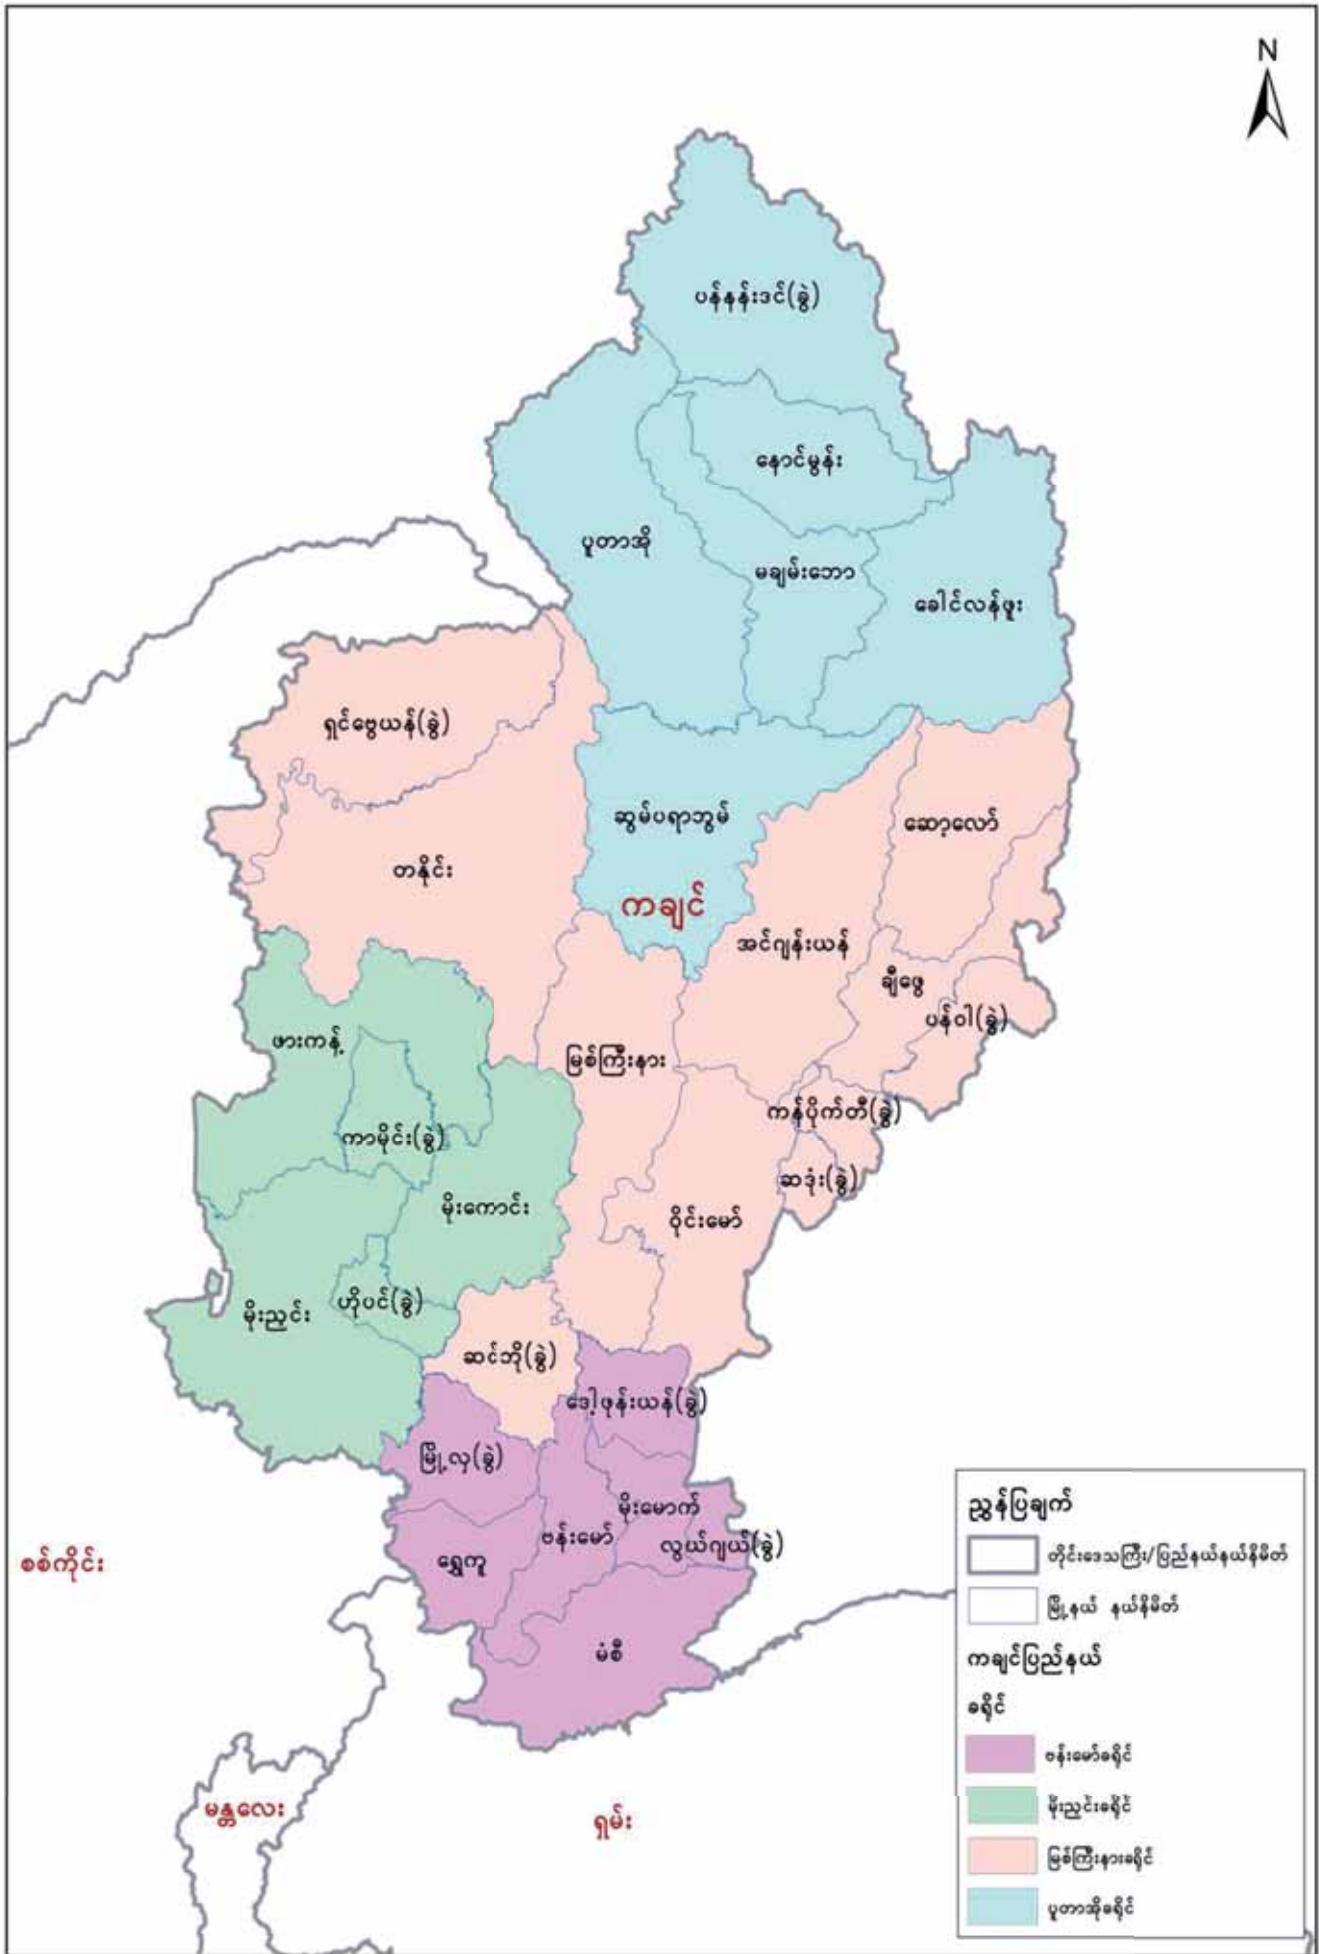 N
ပန်နန်းဒင်(ခွဲ)
နောင်မွန်း
ပူတာအို
မချမ်းဘော
ခေါင်လန်ဖူး
ရှင်ဗွေယန်(ခွဲ)
ဆွမ်ပရာဘွမ်
ဆော့လော်
တနိုင်း
ကချင်
အင်ဂျန်းယန်
ချီဖွေ
ပန်ဝါ(ခွဲ)
ဖားကန့်
မြစ်ကြီးနား
ကန်ပိုက်တီ(ခွဲ)
ကာမိုင်း(ခွဲ)
ဆဒုံး(ခွဲ)
မိုးကောင်း
ဝိုင်းမော်
ဟိုပင်(ခွဲ)
မိုးညှင်း
ဆင်ဘို(ခွဲ)
ဒေါ့ဖုန်းယန်(ခွဲ)
မြို့လှ(ခွဲ)
မိုးမောက်
ဗန်းမော်
လွယ်ဂျယ်(ခွဲ)
ရွှေကူ
စစ်ကိုင်း
မံစီ
မန္တလေး
ရှမ်း
ညွှန်ပြချက်
တိုင်းဒေသကြီး/ပြည်နယ်နယ်နိမိတ်
မြို့နယ် နယ်နိမိတ်
ကချင်ပြည်နယ်
ခရိုင်
ဗန်းမော်ခရိုင်
မိုးညှင်းခရိုင်
မြစ်ကြီးနားခရိုင်
ပူတာအိုခရိုင်